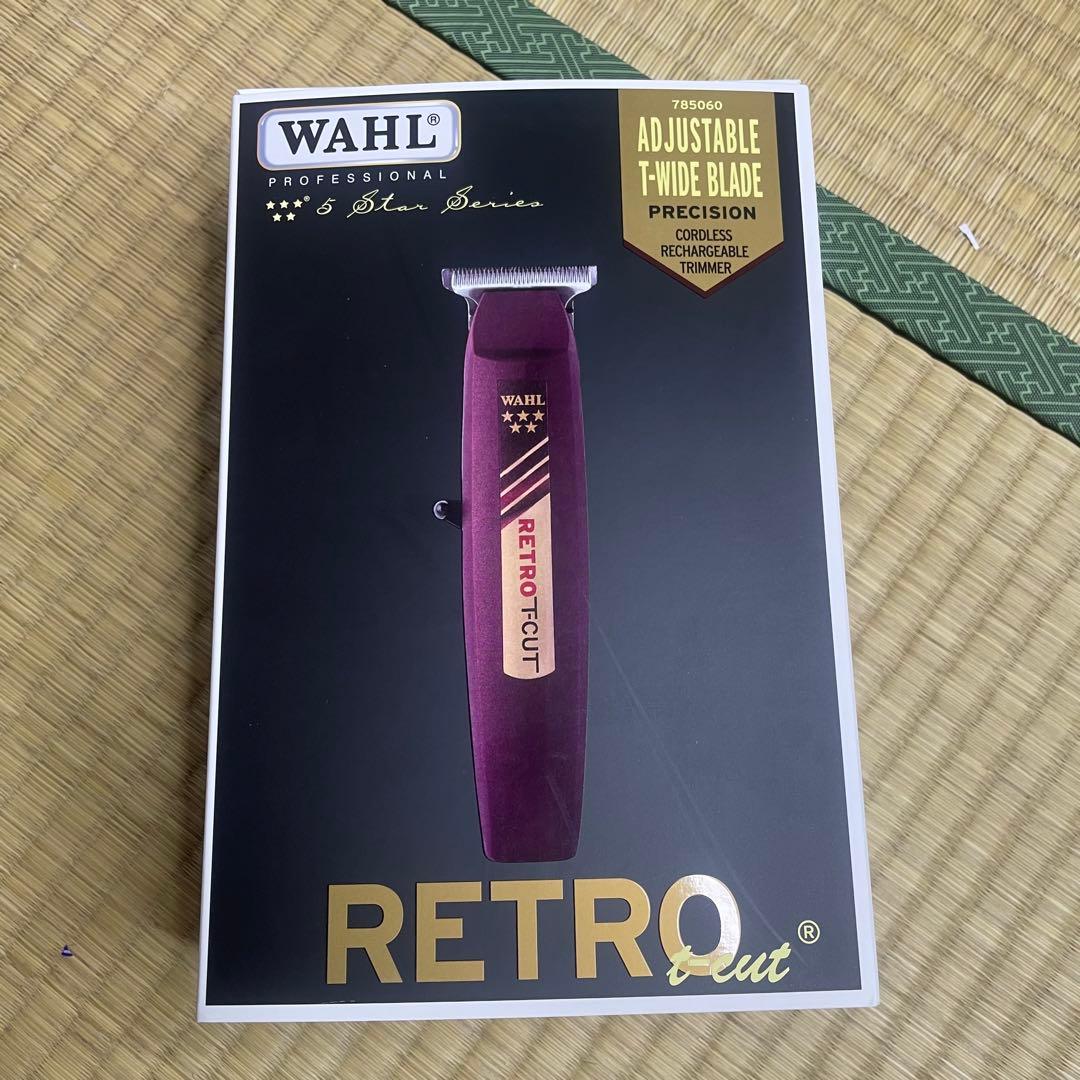 WAHL®
PROFESSIONAL
5 Star Series
785060
ADJUSTABLE
T-WIDE BLADE
PRECISION
CORDLESS
RECHARGEABLE
TRIMMER
WAHL
RETRO T-CUT
RETRO
t-cut®